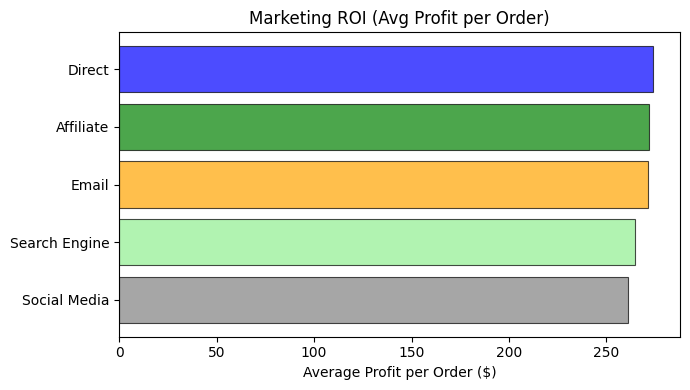 Marketing ROI (Avg Profit per Order)
Direct
Affiliate
Email
Search Engine
Social Media
0 50 100 150 200 250
Average Profit per Order ($)